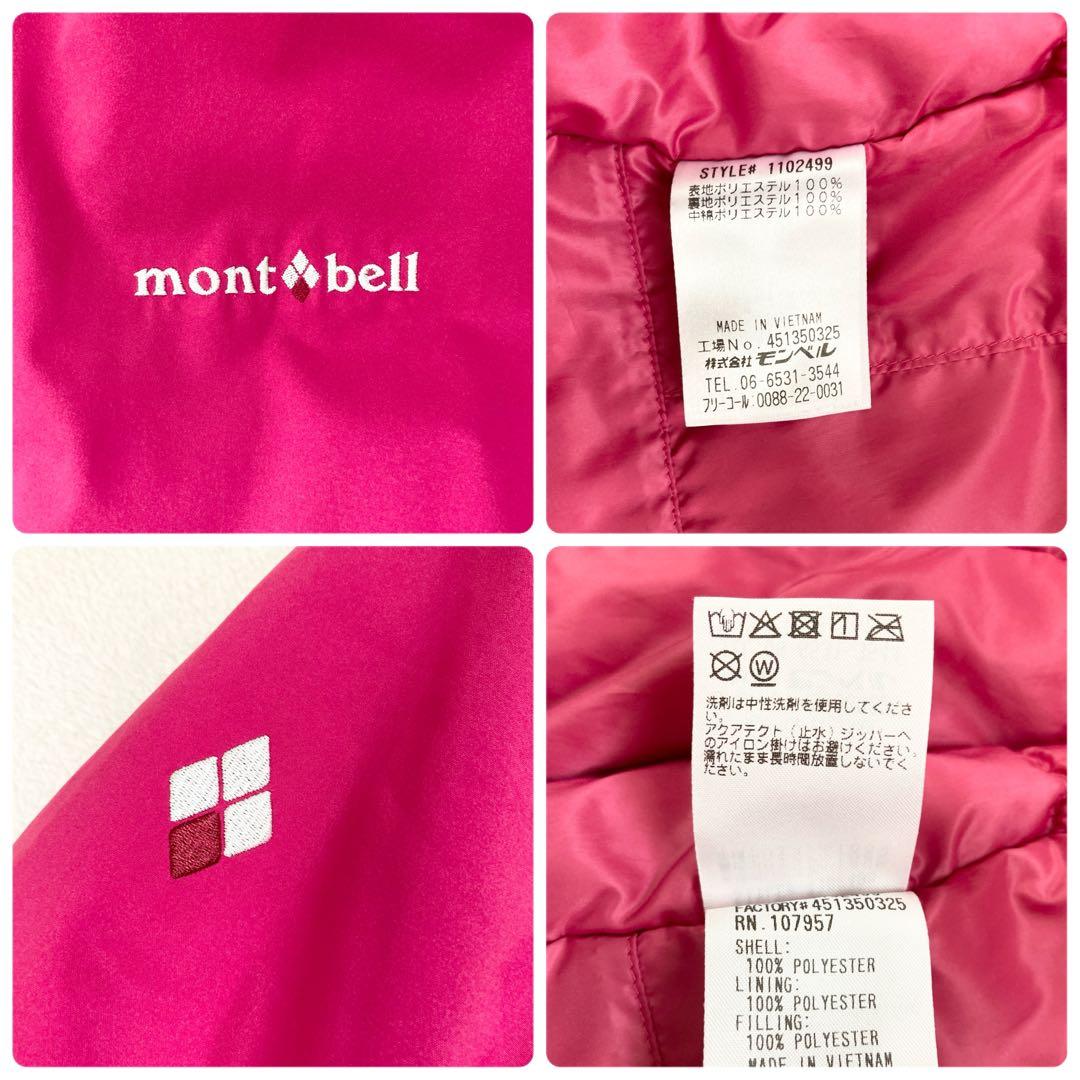 mont bell
STYLE# 1102499
表地ポリエステル100%
裏地ポリエステル100%
中綿ポリエステル100%
MADE IN VIETNAM
工場No. 451350325
株式会社モンベル
TEL. 06-6531-3544
フリーコール:0088-22-0031
W
洗剤は中性洗剤を使用してくださ
い。
アクアテクト(止水)ジッパーへ
のアイロン掛けはお避けください。
濡れたまま長時間放置しないでく
ださい。
FACTORY# 451350325
RN. 107957
SHELL:
100% POLYESTER
LINING:
100% POLYESTER
FILLING:
100% POLYESTER
MADE IN VIETNAM